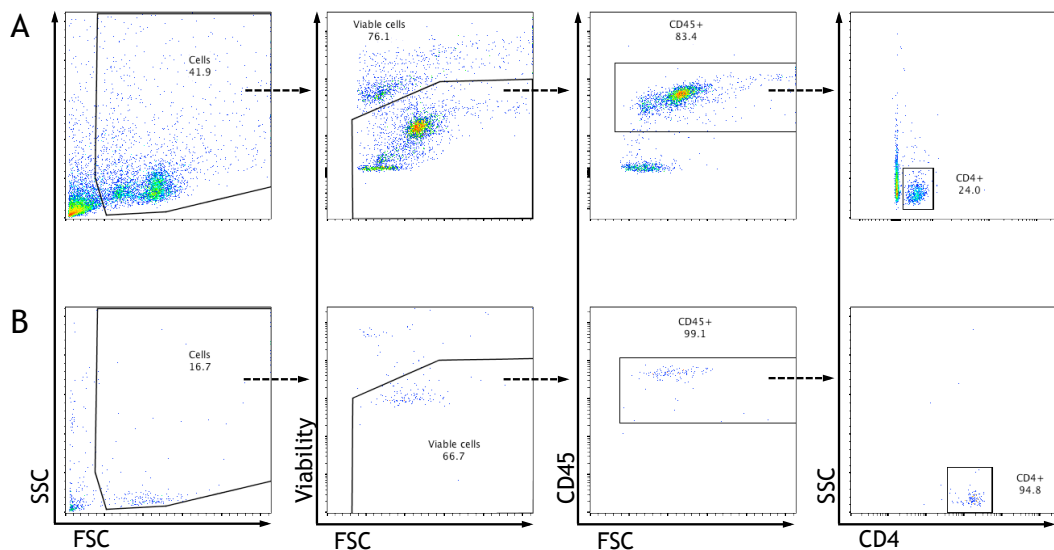 A
Cells
41.9
Viable cells
76.1
CD45+
83.4
CD4+
24.0
B
Cells
16.7
Viable cells
66.7
CD45+
99.1
CD4+
94.8
SSC
Viability
CD45
SSC
FSC
FSC
FSC
CD4